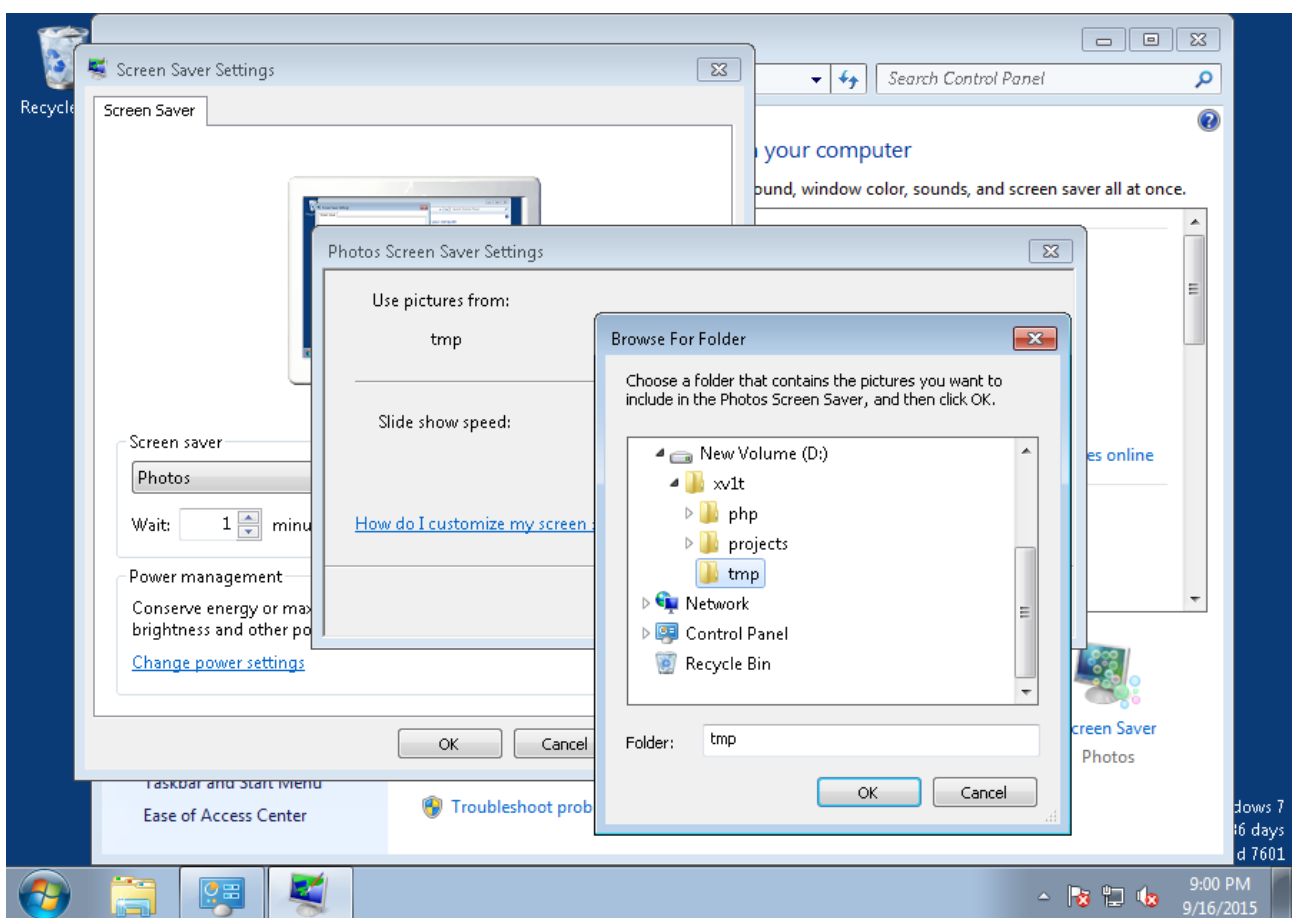 Recycle
Screen Saver Settings
Search Control Panel
Screen Saver
your computer
ound, window color, sounds, and screen saver all at once.
Photos Screen Saver Settings
Use pictures from:
tmp
Browse For Folder
Choose a folder that contains the pictures you want to
include in the Photos Screen Saver, and then click OK.
Slide show speed:
Screen saver
New Volume (D:)
es online
Photos
xv1t
php
Wait: 1 minu
How do I customize my screen
projects
tmp
Power management
Network
Conserve energy or max
brightness and other po
Control Panel
Change power settings
Recycle Bin
creen Saver
Photos
Folder: tmp
OK
Cancel
Taskbar and Start Menu
OK
Cancel
Ease of Access Center
Troubleshoot prob
dows 7
6 days
d 7601
9:00 PM
9/16/2015